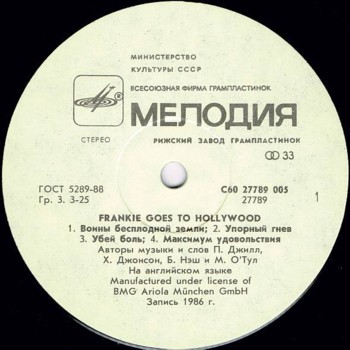 МИНИСТЕРСТВО
КУЛЬТУРЫ СССР
ВСЕСОЮЗНАЯ ФИРМА ГРАМПЛАСТИНОК
МЕЛОДИЯ
СТЕРЕО
РИЖСКИЙ ЗАВОД ГРАМПЛАСТИНОК
33
ГОСТ 5289-88
Гр. 3. 3-25
С60 27789 005
27789
1
FRANKIE GOES TO HOLLYWOOD
1. Воины бесплодной земли; 2. Упорный гнев
3. Убей боль; 4. Максимум удовольствия
Авторы музыки и слов П. Джилл,
Х. Джонсон, Б. Нэш и М. О'Тул
На английском языке
Manufactured under license of
BMG Ariola München GmbH
Запись 1986 г.